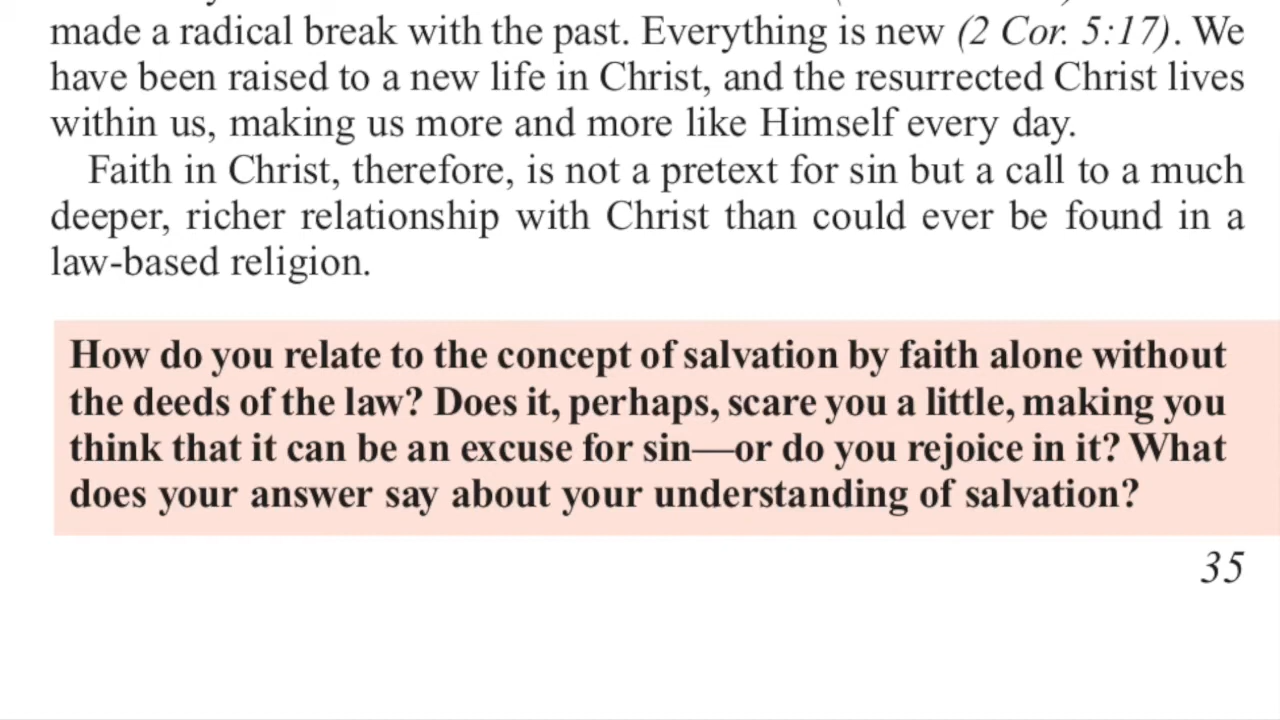 made a radical break with the past. Everything is new (2 Cor. 5:17). We
have been raised to a new life in Christ, and the resurrected Christ lives
within us, making us more and more like Himself every day.
Faith in Christ, therefore, is not a pretext for sin but a call to a much
deeper, richer relationship with Christ than could ever be found in a
law-based religion.
How do you relate to the concept of salvation by faith alone without
the deeds of the law? Does it, perhaps, scare you a little, making you
think that it can be an excuse for sin—or do you rejoice in it? What
does your answer say about your understanding of salvation?
35